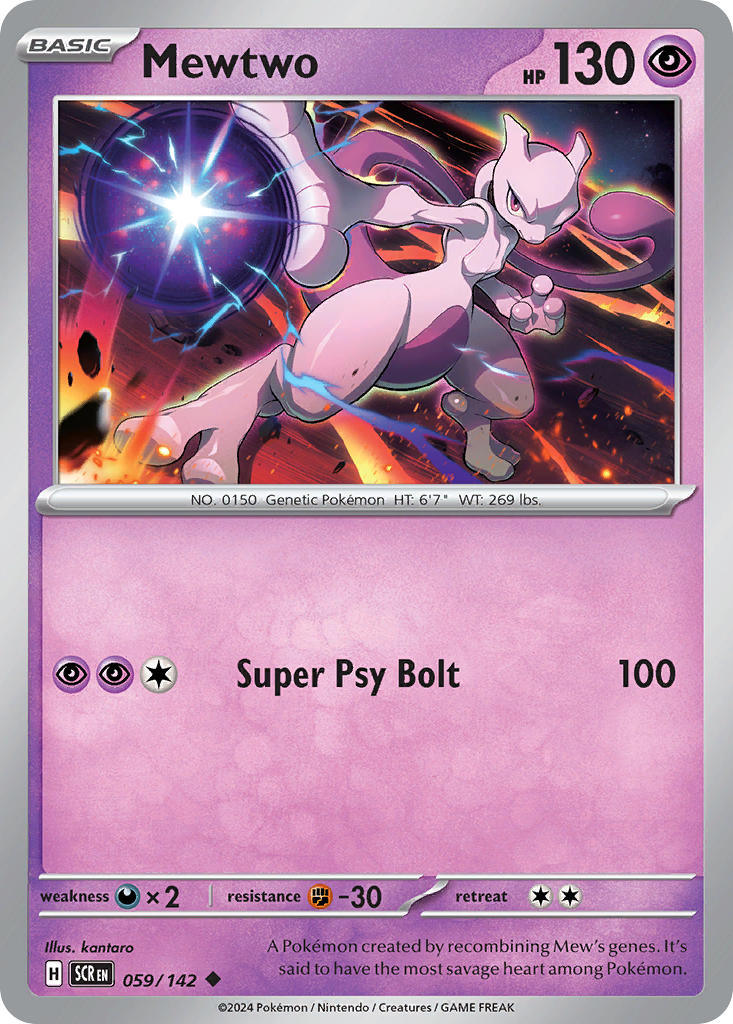 BASIC
Mewtwo
HP 130
NO. 0150 Genetic Pokémon HT: 6'7" WT: 269 lbs.
Super Psy Bolt 100
weakness ×2 resistance -30 retreat
Illus. kantaro
A Pokémon created by recombining Mew's genes. It's
said to have the most savage heart among Pokémon.
H SCR EN 059/142
©2024 Pokémon / Nintendo / Creatures / GAME FREAK